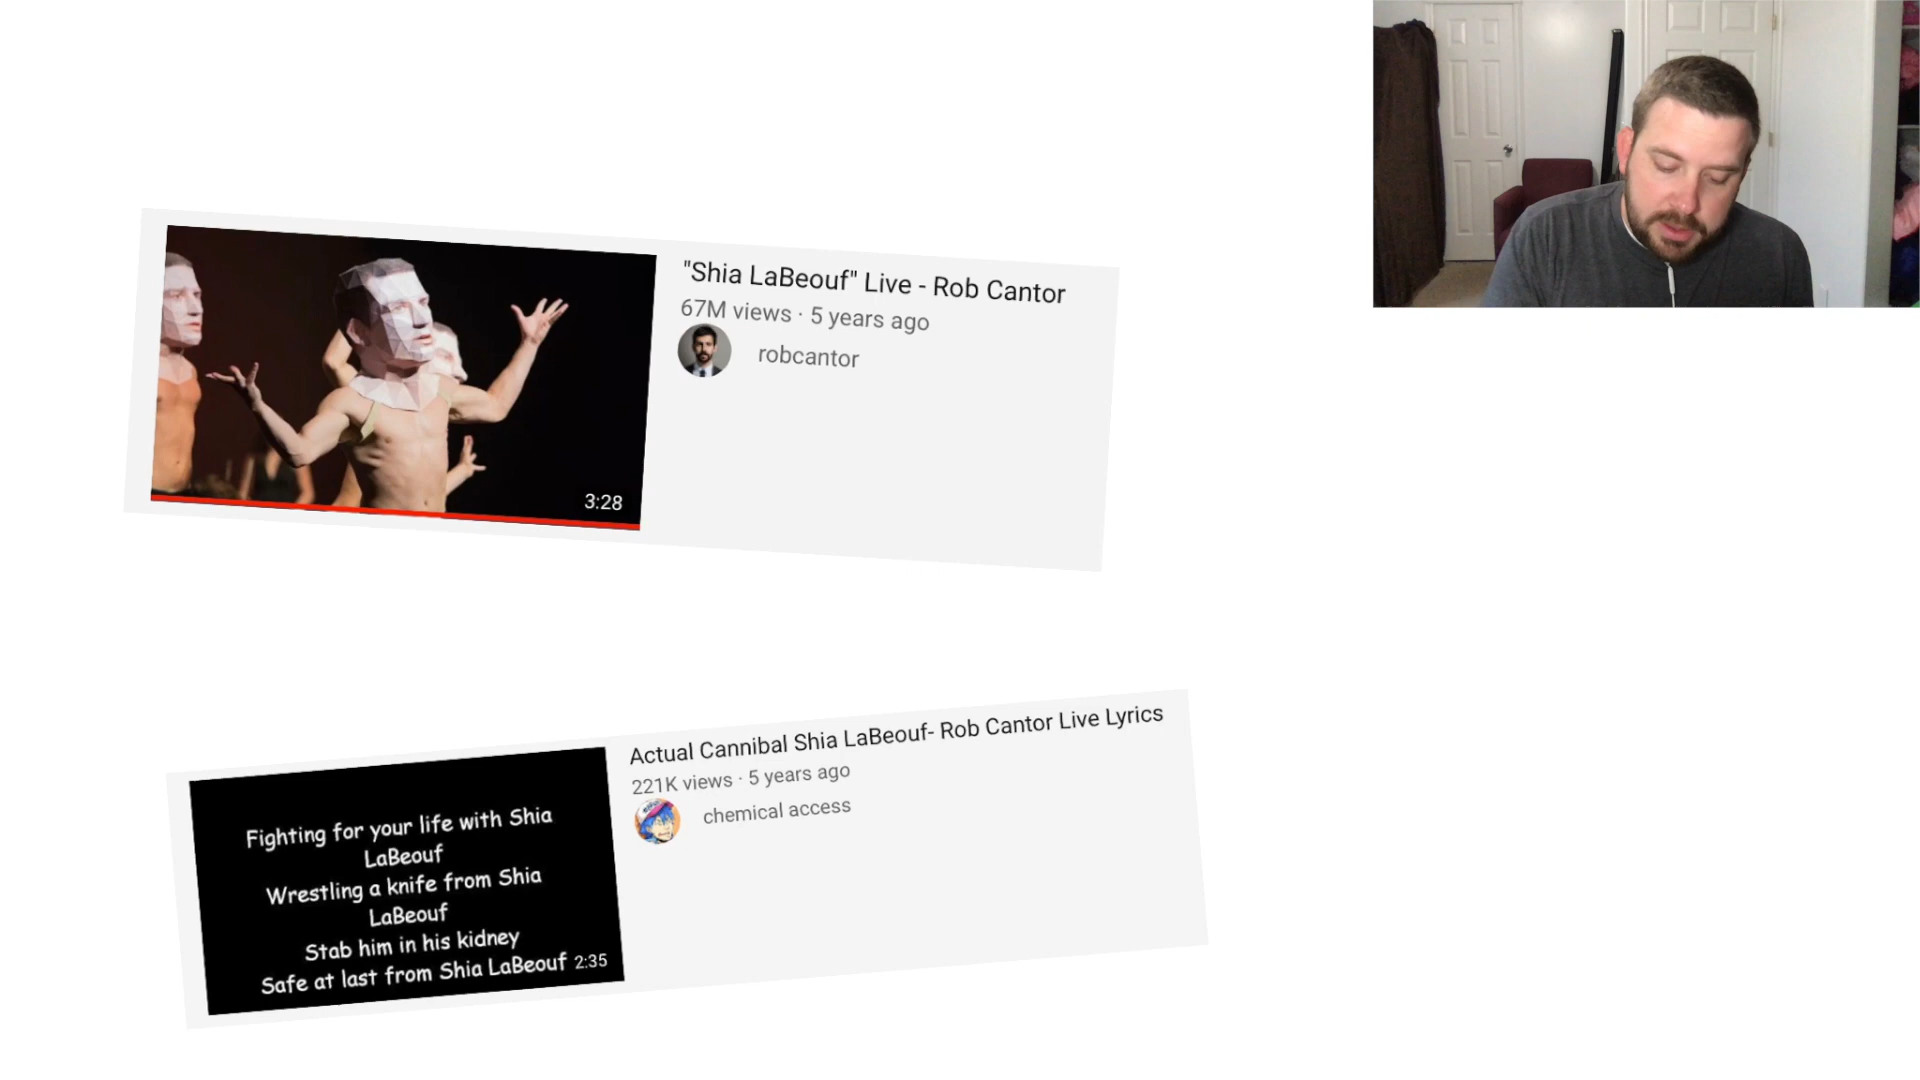 "Shia LaBeouf" Live - Rob Cantor
67M views · 5 years ago
robcantor
3:28
Actual Cannibal Shia LaBeouf- Rob Cantor Live Lyrics
221K views · 5 years ago
chemical access
Fighting for your life with Shia
LaBeouf
Wrestling a knife from Shia
LaBeouf
Stab him in his kidney
Safe at last from Shia LaBeouf
2:35